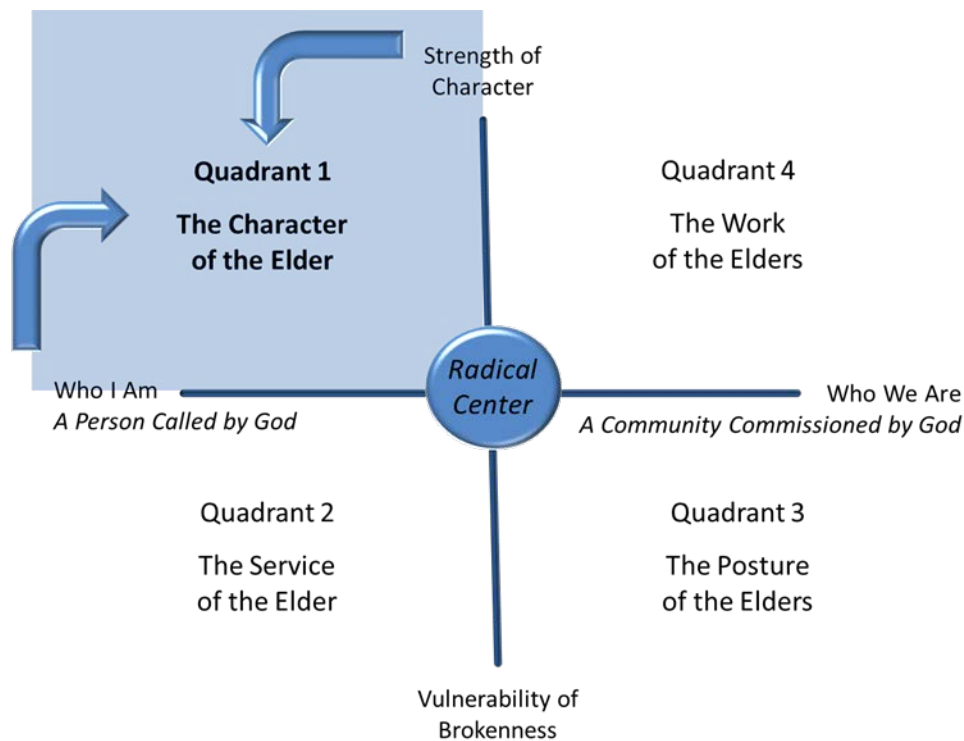 Strength of
Character
Quadrant 1
The Character
of the Elder
Quadrant 4
The Work
of the Elders
Who I Am
A Person Called by God
Radical
Center
Who We Are
A Community Commissioned by God
Quadrant 2
The Service
of the Elder
Quadrant 3
The Posture
of the Elders
Vulnerability of
Brokenness